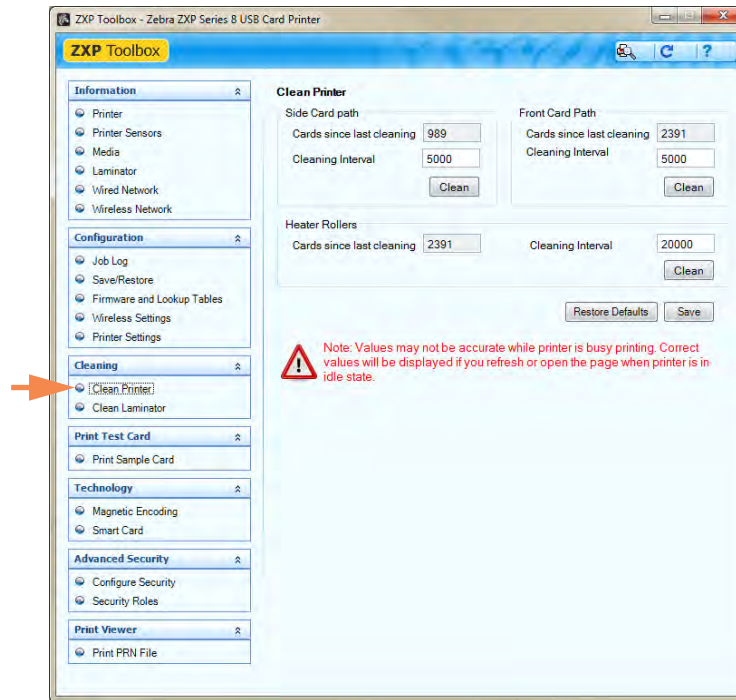 ZXP Toolbox - Zebra ZXP Series 8 USB Card Printer
ZXP Toolbox
?
Information
Printer
Printer Sensors
Media
Laminator
Wired Network
Wireless Network
Configuration
Job Log
Save/Restore
Firmware and Lookup Tables
Wireless Settings
Printer Settings
Cleaning
Clean Printer
Clean Laminator
Print Test Card
Print Sample Card
Technology
Magnetic Encoding
Smart Card
Advanced Security
Configure Security
Security Roles
Print Viewer
Print PRN File
Clean Printer
Side Card path
Cards since last cleaning 989
Cleaning Interval 5000
Clean
Front Card Path
Cards since last cleaning 2391
Cleaning Interval 5000
Clean
Heater Rollers
Cards since last cleaning 2391 Cleaning Interval 20000
Clean
Restore Defaults Save
Note: Values may not be accurate while printer is busy printing. Correct
values will be displayed if you refresh or open the page when printer is in
idle state.